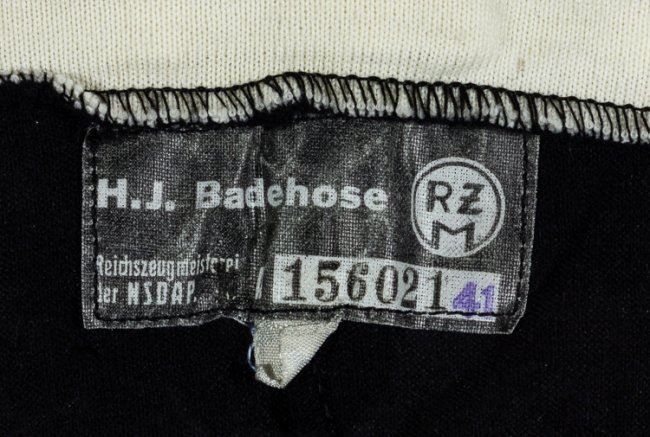 H.J. Badehose
RZ
M
Reichszeugmeisterei
der NSDAP.
156021 41